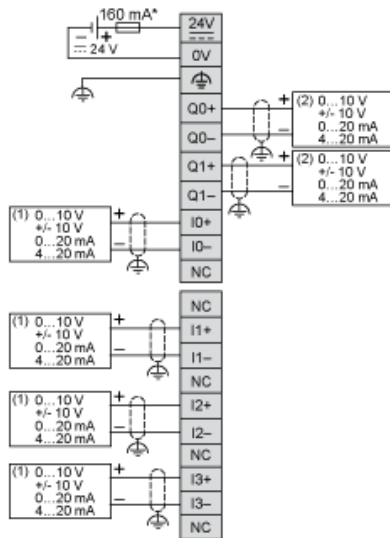 160 mA*
24 V
24V
0V
Q0+
Q0–
Q1+
Q1–
I0+
I0–
NC
(2) 0...10 V
+/- 10 V
0...20 mA
4...20 mA
(2) 0...10 V
+/- 10 V
0...20 mA
4...20 mA
(1) 0...10 V
+/- 10 V
0...20 mA
4...20 mA
NC
I1+
I1–
NC
I2+
I2–
NC
I3+
I3–
NC
(1) 0...10 V
+/- 10 V
0...20 mA
4...20 mA
(1) 0...10 V
+/- 10 V
0...20 mA
4...20 mA
(1) 0...10 V
+/- 10 V
0...20 mA
4...20 mA